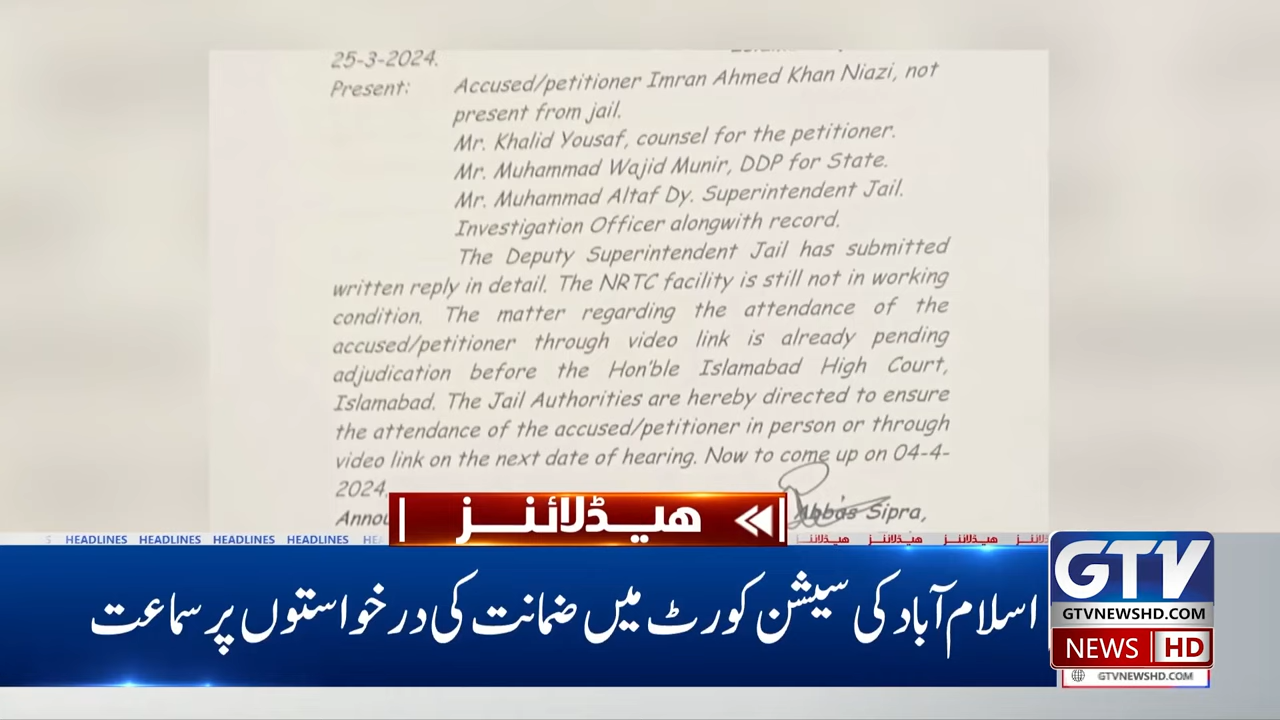 25-3-2024.
Present: Accused/petitioner Imran Ahmed Khan Niazi, not
present from jail.
Mr. Khalid Yousaf, counsel for the petitioner.
Mr. Muhammad Wajid Munir, DDP for State.
Mr. Muhammad Altaf Dy. Superintendent Jail.
Investigation Officer alongwith record.
The Deputy Superintendent Jail has submitted
written reply in detail. The NRTC facility is still not in working
condition. The matter regarding the attendance of the
accused/petitioner through video link is already pending
adjudication before the Hon'ble Islamabad High Court,
Islamabad. The Jail Authorities are hereby directed to ensure
the attendance of the accused/petitioner in person or through
video link on the next date of hearing. Now to come up on 04-4-
2024.
Abbas Sipra,
ھیڈلائنز
HEADLINES HEADLINES HEADLINES HEADLINES
ھیڈلائنز ھیڈلائنز ھیڈلائنز
اسلام آباد کی سیشن کورٹ میں ضمانت کی درخواستوں پر سماعت
GTV
GTVNEWSHD.COM
NEWS HD
GTVNEWSHD.COM